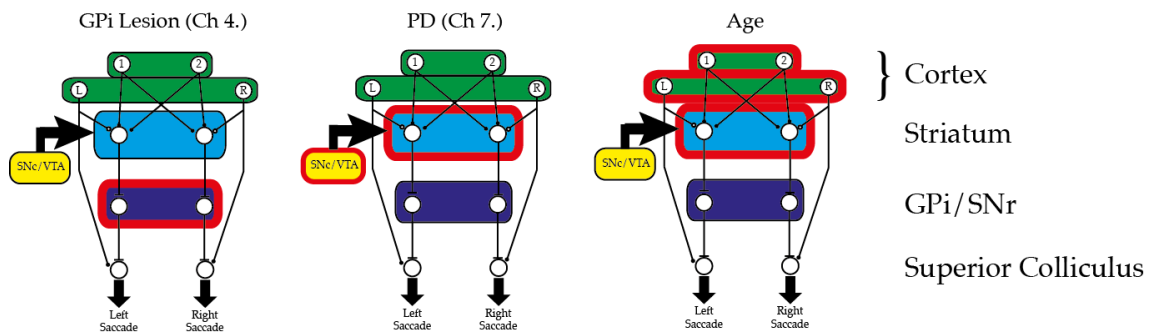 GPi Lesion (Ch 4.)
PD (Ch 7.)
Age
1 2
L R
SNc/VTA
Left
Saccade
Right
Saccade
1 2
L R
SNc/VTA
Left
Saccade
Right
Saccade
1 2
L R
SNc/VTA
Left
Saccade
Right
Saccade
} Cortex
Striatum
GPi/SNr
Superior Colliculus